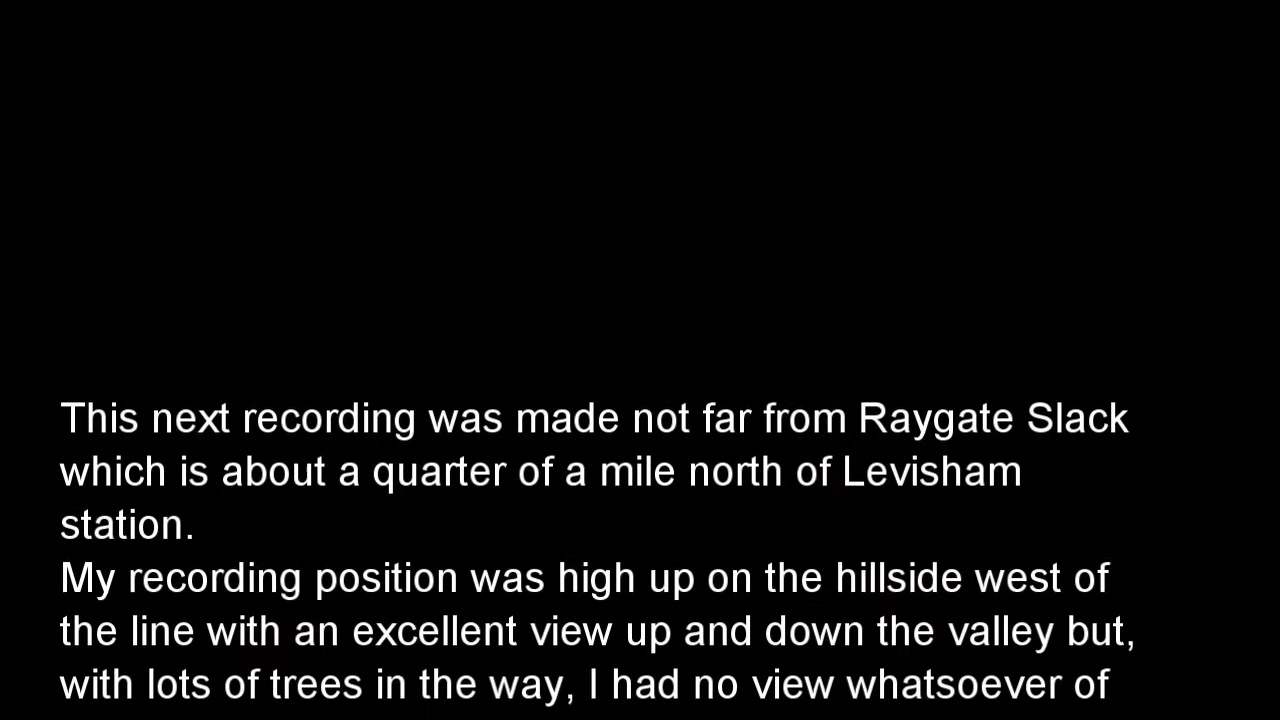 This next recording was made not far from Raygate Slack
which is about a quarter of a mile north of Levisham
station.
My recording position was high up on the hillside west of
the line with an excellent view up and down the valley but,
with lots of trees in the way, I had no view whatsoever of